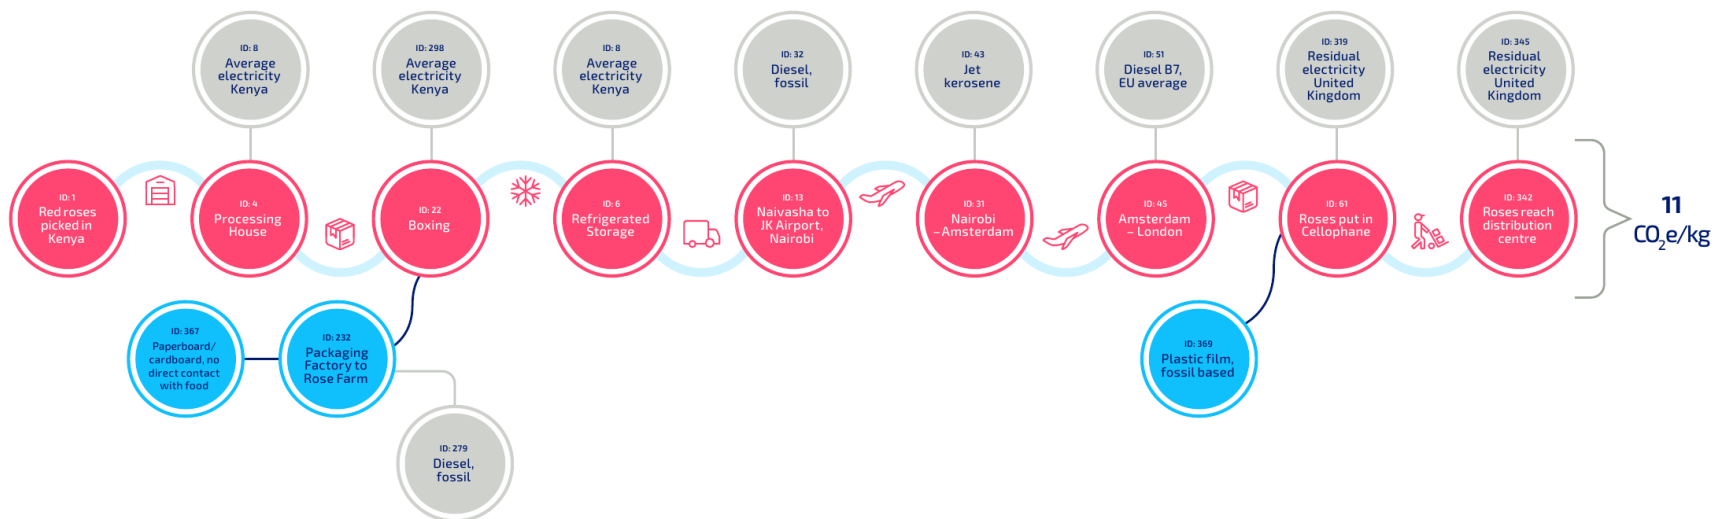 ID: 8
Average
electricity
Kenya
ID: 298
Average
electricity
Kenya
ID: 8
Average
electricity
Kenya
ID: 32
Diesel,
fossil
ID: 43
Jet
kerosene
ID: 51
Diesel B7,
EU average
ID: 319
Residual
electricity
United
Kingdom
ID: 345
Residual
electricity
United
Kingdom
ID: 1
Red roses
picked in
Kenya
ID: 4
Processing
House
ID: 22
Boxing
ID: 6
Refrigerated
Storage
ID: 13
Naivasha to
JK Airport,
Nairobi
ID: 31
Nairobi
–Amsterdam
ID: 45
Amsterdam
– London
ID: 61
Roses put in
Cellophane
ID: 342
Roses reach
distribution
centre
11
CO₂e/kg
ID: 367
Paperboard/
cardboard, no
direct contact
with food
ID: 232
Packaging
Factory to
Rose Farm
ID: 369
Plastic film,
fossil based
ID: 279
Diesel,
fossil